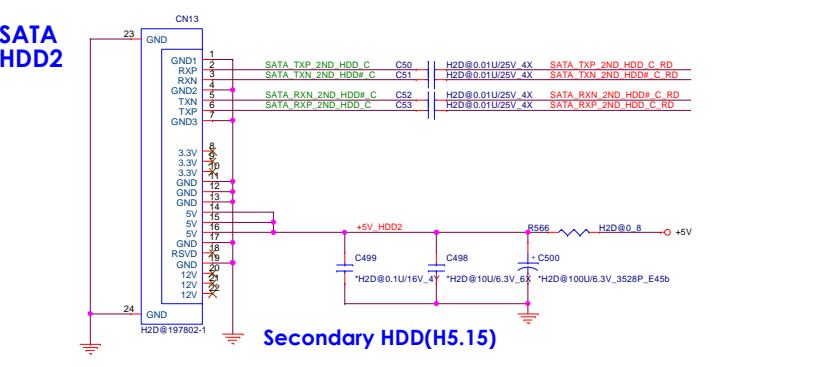 SATA
HDD2
CN13
23
GND
GND1 1
RXP 2 SATA_TXP_2ND_HDD_C C50 H2D@0.01U/25V_4X SATA_TXP_2ND_HDD_C_RD
RXN 3 SATA_TXN_2ND_HDD#_C C51 H2D@0.01U/25V_4X SATA_TXN_2ND_HDD#_C_RD
GND2 4
TXN 5 SATA_RXN_2ND_HDD#_C C52 H2D@0.01U/25V_4X SATA_RXN_2ND_HDD#_C_RD
TXP 6 SATA_RXP_2ND_HDD_C C53 H2D@0.01U/25V_4X SATA_RXP_2ND_HDD_C_RD
GND3 7
3.3V 8
3.3V 9
3.3V 10
GND 11
GND 12
GND 13
5V 14
5V 15
5V 16
GND 17
RSVD 18
GND 19
12V 20
12V 21
12V 22
+5V_HDD2
R566 H2D@0_8 +5V
C499 C498 + C500
*H2D@0.1U/16V_4Y *H2D@10U/6.3V_6X *H2D@100U/6.3V_3528P_E45b
24
GND
H2D@197802-1
Secondary HDD(H5.15)